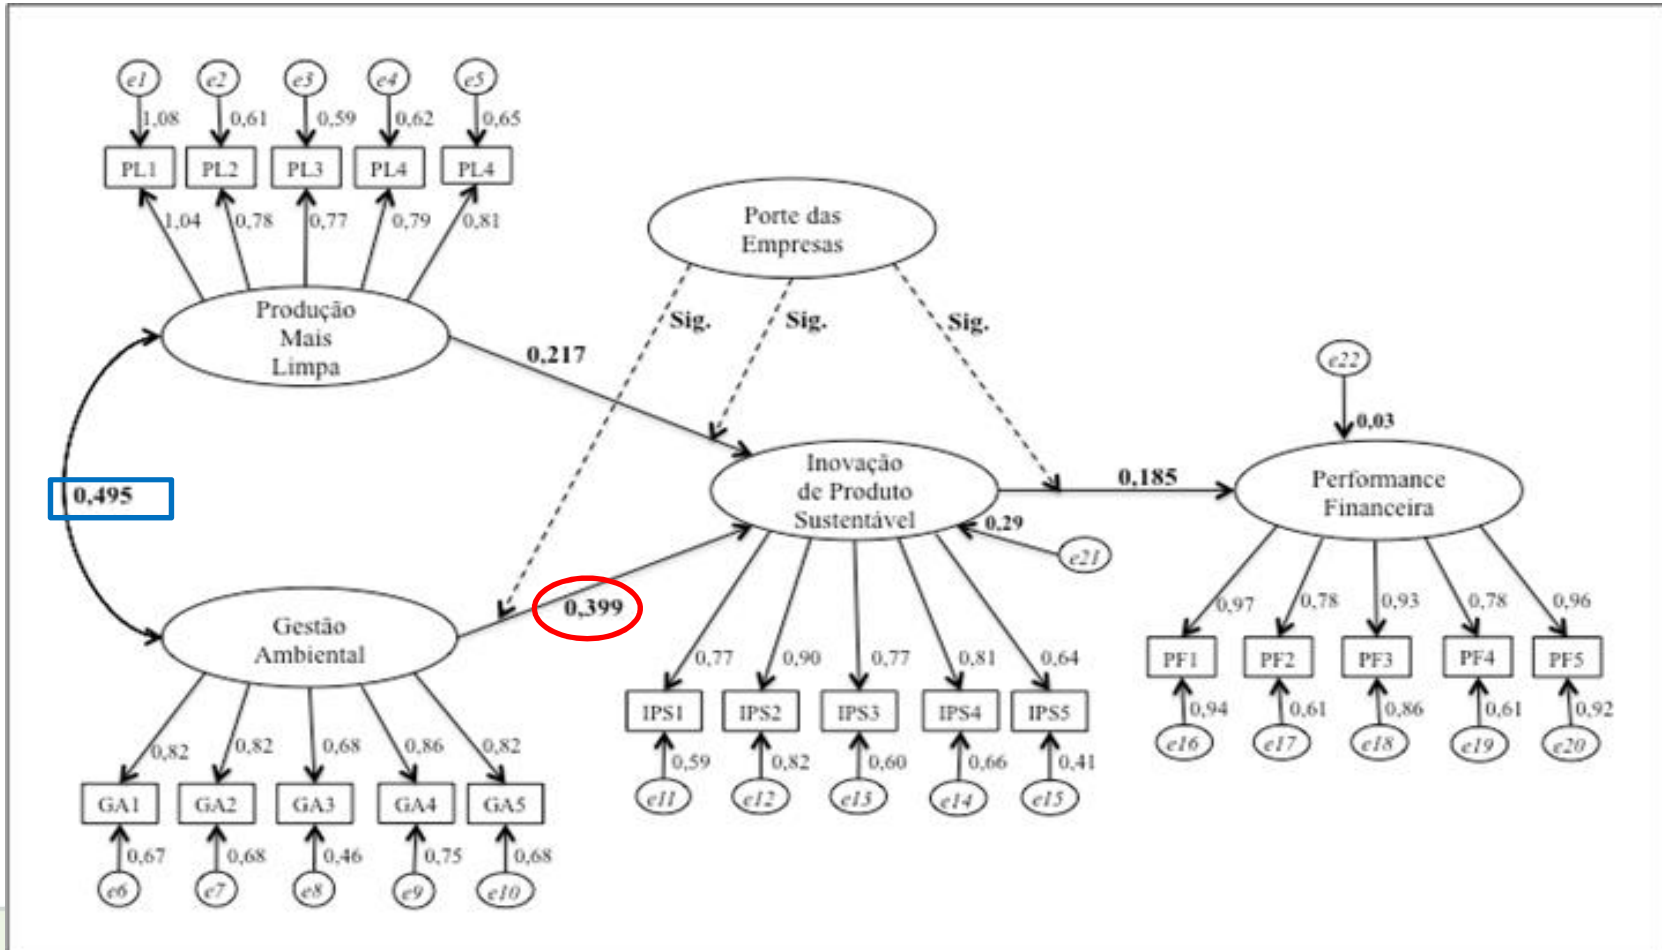 e1 e2 e3 e4 e5
1,08 0,61 0,59 0,62 0,65
PL1 PL2 PL3 PL4 PL4
1,04 0,78 0,77 0,79 0,81
Produção
Mais
Limpa
Porte das
Empresas
Sig. Sig. Sig.
0,217
0,495
e22
0,03
Inovação
de Produto
Sustentável
0,185
Performance
Financeira
0,29
e21
0,399
Gestão
Ambiental
0,82 0,82 0,68 0,86 0,82
GA1 GA2 GA3 GA4 GA5
0,67 0,68 0,46 0,75 0,68
e6 e7 e8 e9 e10
0,77 0,90 0,77 0,81 0,64
IPS1 IPS2 IPS3 IPS4 IPS5
0,59 0,82 0,60 0,66 0,41
e11 e12 e13 e14 e15
0,97 0,78 0,93 0,78 0,96
PF1 PF2 PF3 PF4 PF5
0,94 0,61 0,86 0,61 0,92
e16 e17 e18 e19 e20